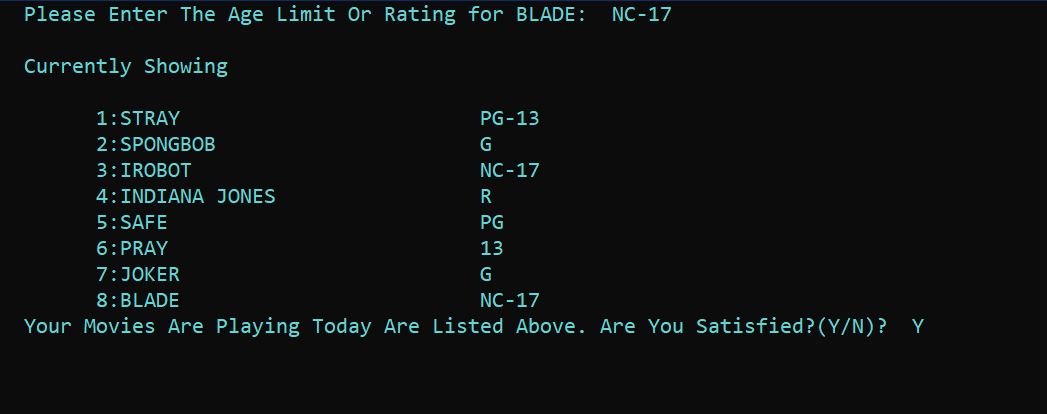 Please Enter The Age Limit Or Rating for BLADE: NC-17
Currently Showing
1:STRAY PG-13
2:SPONGBOB G
3:IROBOT NC-17
4:INDIANA JONES R
5:SAFE PG
6:PRAY 13
7:JOKER G
8:BLADE NC-17
Your Movies Are Playing Today Are Listed Above. Are You Satisfied?(Y/N)? Y